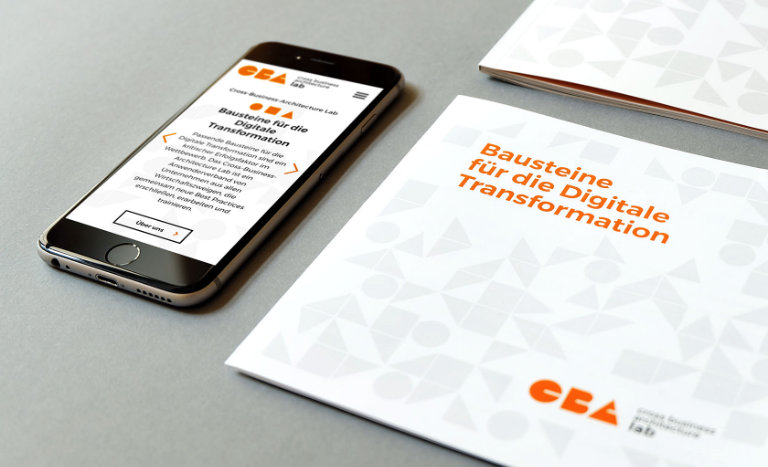 CBA
cross business
architecture
lab
Cross-Business-Architecture Lab
Bausteine für die
Digitale
Transformation
Passende Bausteine für die
Digitale Transformation sind ein
kritischer Erfolgsfaktor im
Wettbewerb. Das Cross-Business-
Architecture Lab ist ein
Anwenderverband von
Unternehmen aus allen
Wirtschaftszweigen, die
gemeinsam neue Best Practices
erschließen, erarbeiten und
trainieren.
Über uns
Bausteine
für die Digitale
Transformation
CBA
cross business
architecture
lab